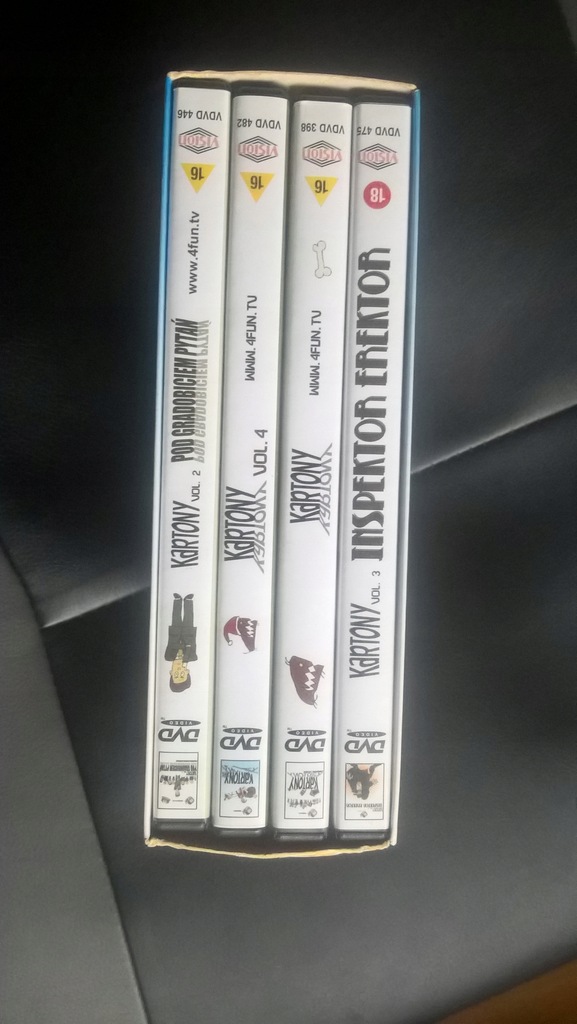 KaRTONY VOL. 2 POD GRADOBICIEM PYTAŃ
www.4fun.tv
16
VISION
VDVD 446
DVD
VIDEO
KaRTONY VOL. 4
WWW.4FUN.TV
16
VISION
VDVD 482
DVD
VIDEO
KARTONY
KaRTONY
WWW.4FUN.TV
16
VISION
VDVD 398
DVD
VIDEO
KARTONY
KaRTONY VOL. 3 INSPEKTOR EREKTOR
18
VISION
VDVD 475
DVD
VIDEO